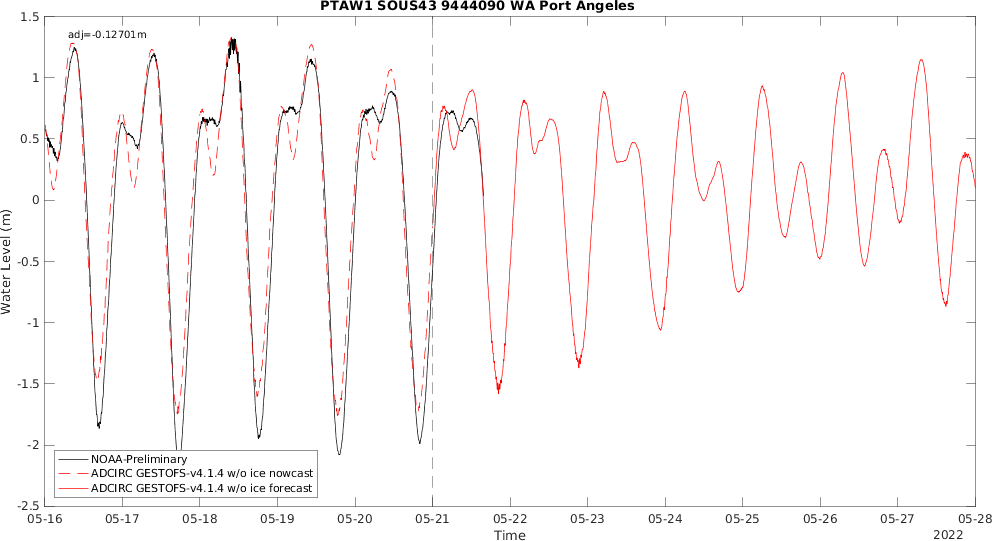 PTAW1 SOUS43 9444090 WA Port Angeles
adj=-0.12701m
1.5
1
0.5
0
-0.5
-1
-1.5
-2
-2.5
Water Level (m)
NOAA-Preliminary
ADCIRC GESTOFS-v4.1.4 w/o ice nowcast
ADCIRC GESTOFS-v4.1.4 w/o ice forecast
05-16 05-17 05-18 05-19 05-20 05-21 05-22 05-23 05-24 05-25 05-26 05-27 05-28
Time
2022